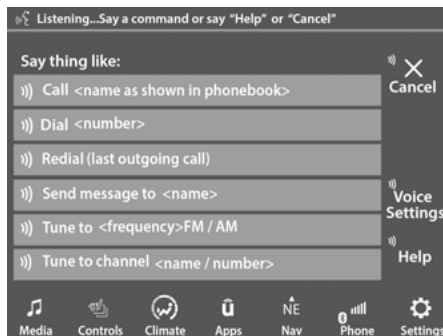 Listening...Say a command or say “Help” or “Cancel”
Say thing like:
Call <name as shown in phonebook>
Dial <number>
Redial (last outgoing call)
Send message to <name>
Tune to <frequency>FM / AM
Tune to channel <name / number>
Cancel
Voice
Settings
Help
NE
Media Controls Climate Apps Nav Phone Settings